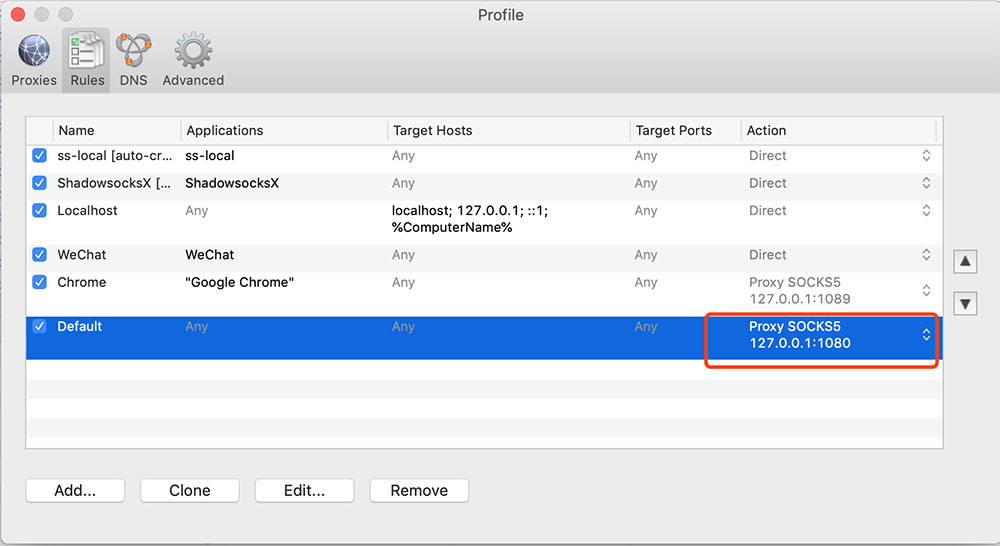 Profile
Proxies Rules DNS Advanced
Name Applications Target Hosts Target Ports Action
ss-local [auto-cr... ss-local Any Any Direct
ShadowsocksX [... ShadowsocksX Any Any Direct
Localhost Any localhost; 127.0.0.1; ::1; Any Direct
%ComputerName%
WeChat WeChat Any Any Direct
Chrome "Google Chrome" Any Any Proxy SOCKS5
127.0.0.1:1089
Default Any Any Any Proxy SOCKS5
127.0.0.1:1080
Add... Clone Edit... Remove